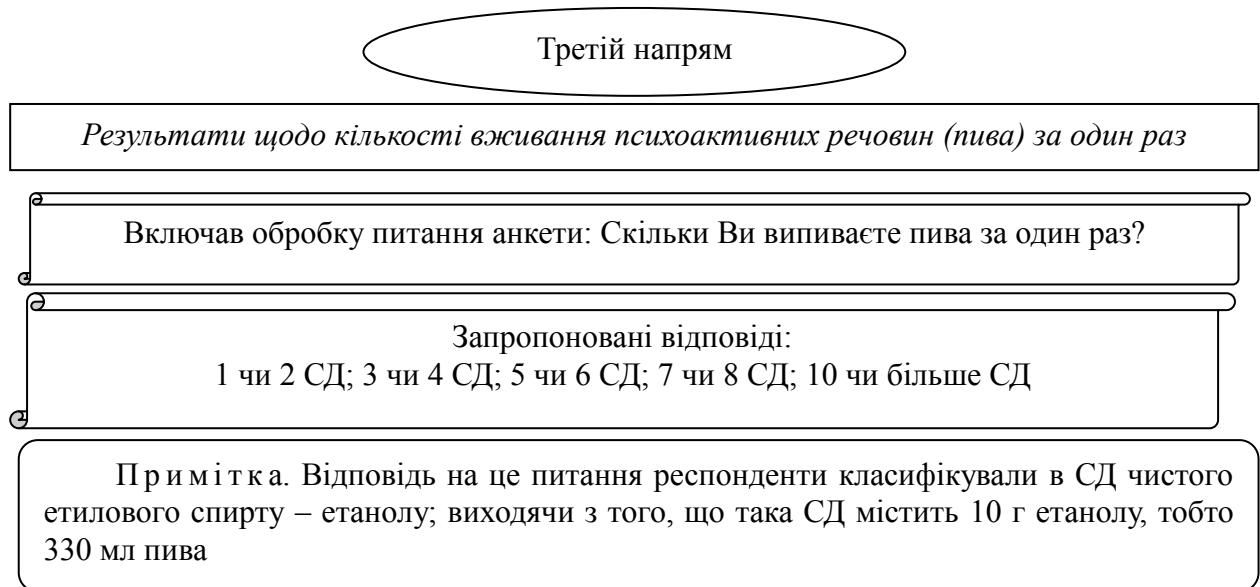 Третій напрям
Результати щодо кількості вживання психоактивних речовин (пива) за один раз
Включав обробку питання анкети: Скільки Ви випиваєте пива за один раз?
Запропоновані відповіді:
1 чи 2 СД; 3 чи 4 СД; 5 чи 6 СД; 7 чи 8 СД; 10 чи більше СД
Примітка. Відповідь на це питання респонденти класифікували в СД чистого
етилового спирту – етанолу; виходячи з того, що така СД містить 10 г етанолу, тобто
330 мл пива